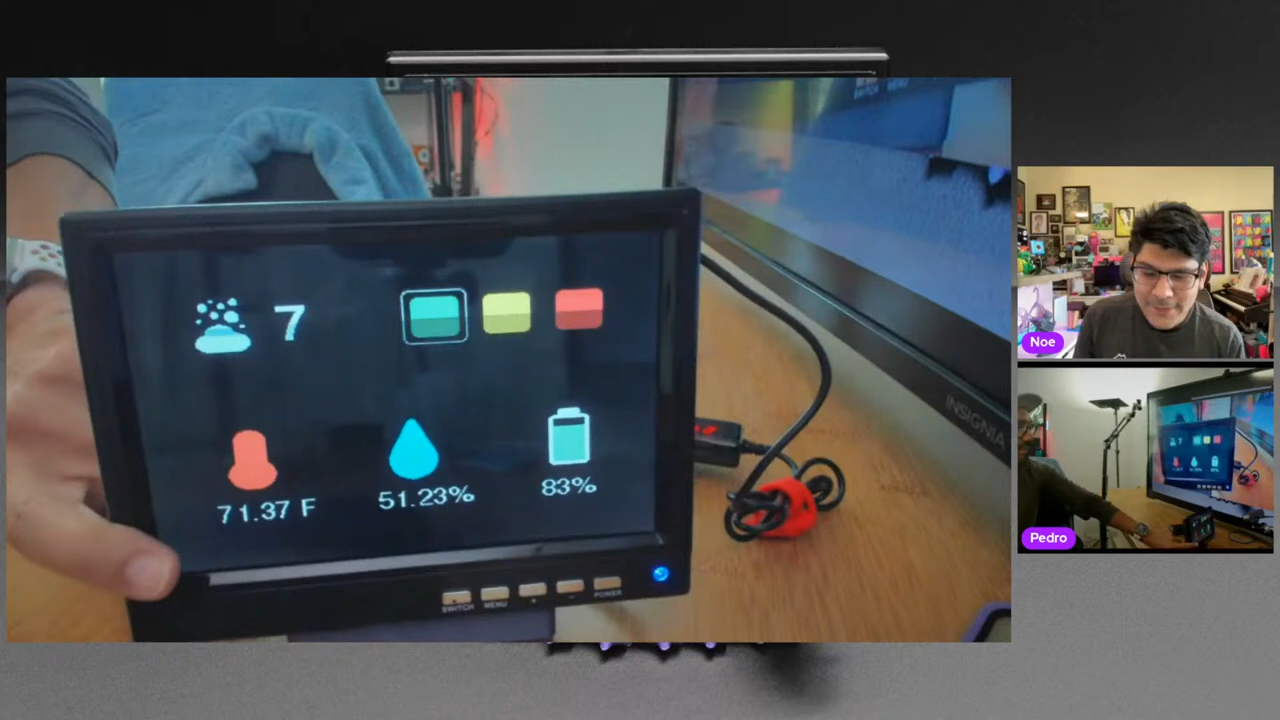 7
71.37 F
51.23%
83%
SWITCH
MENU
+
-
POWER
INSIGNIA
Noe
Pedro